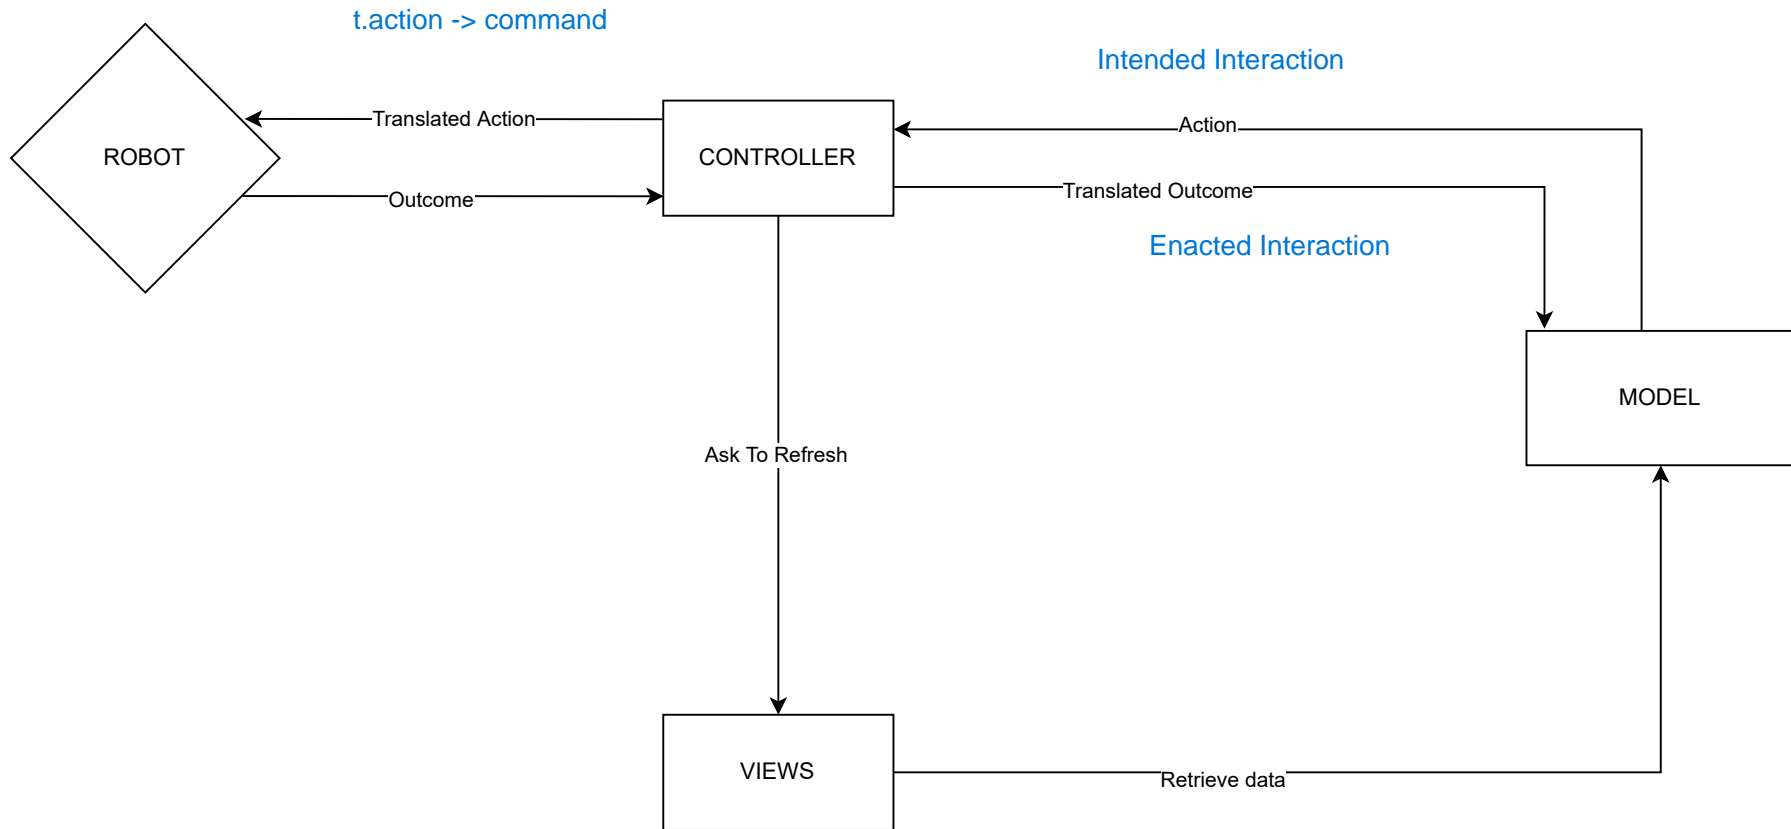 t.action -> command
Intended Interaction
Translated Action
Action
ROBOT
CONTROLLER
Outcome
Translated Outcome
Enacted Interaction
MODEL
Ask To Refresh
VIEWS
Retrieve data